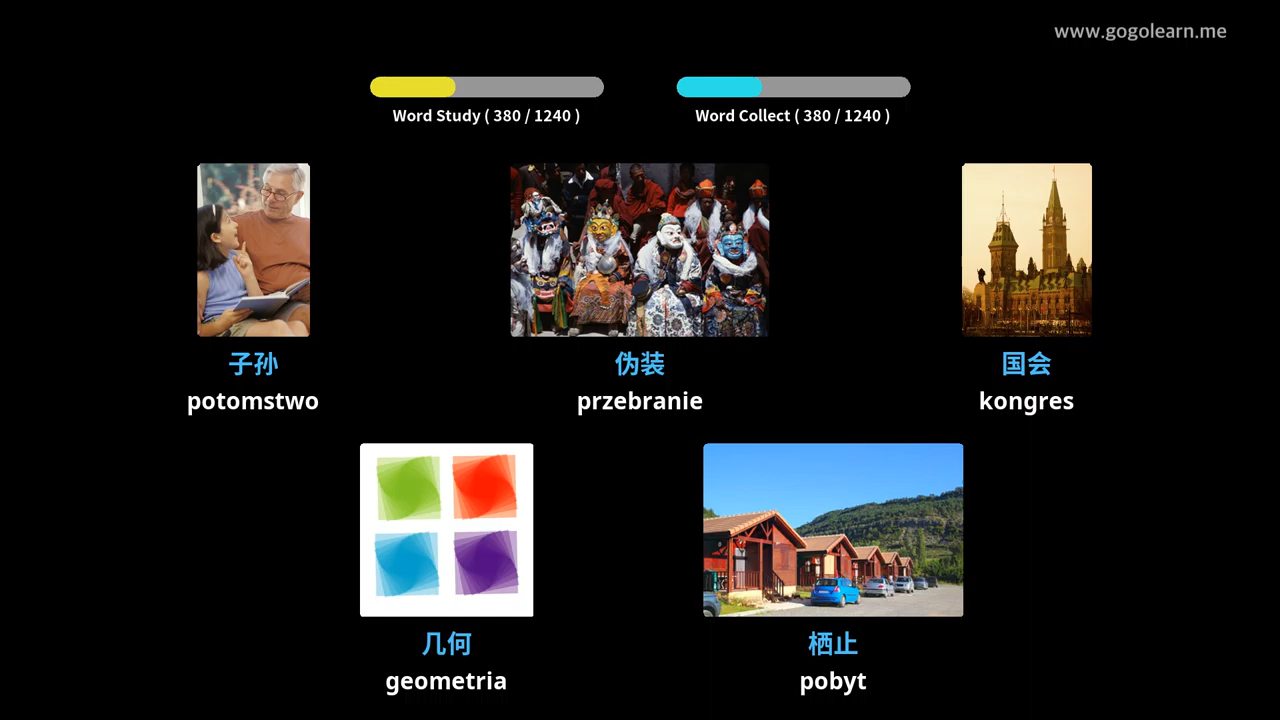 www.gogolearn.me
Word Study ( 380 / 1240 )
Word Collect ( 380 / 1240 )
子孙
potomstwo
伪装
przebranie
国会
kongres
几何
geometria
栖止
pobyt